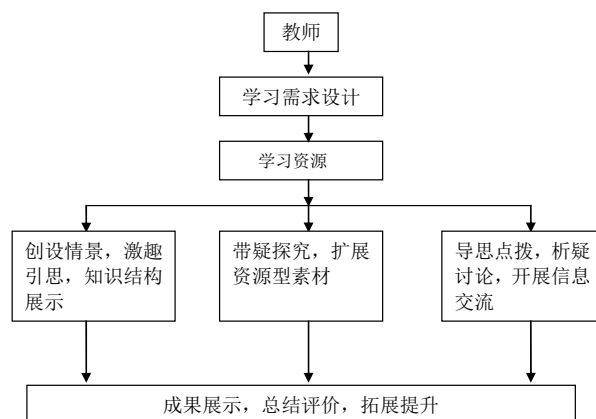 教师
学习需求设计
学习资源
创设情景，激趣
引思，知识结构
展示
带疑探究，扩展
资源型素材
导思点拨，析疑
讨论，开展信息
交流
成果展示，总结评价，拓展提升